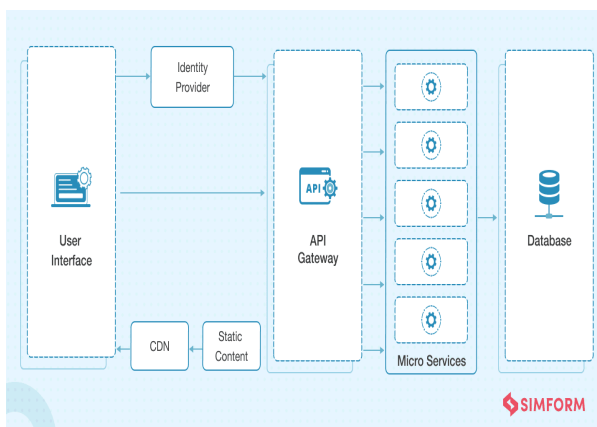 Identity
Provider
API
User
Interface
API
Gateway
Database
CDN
Static
Content
Micro Services
SIMFORM